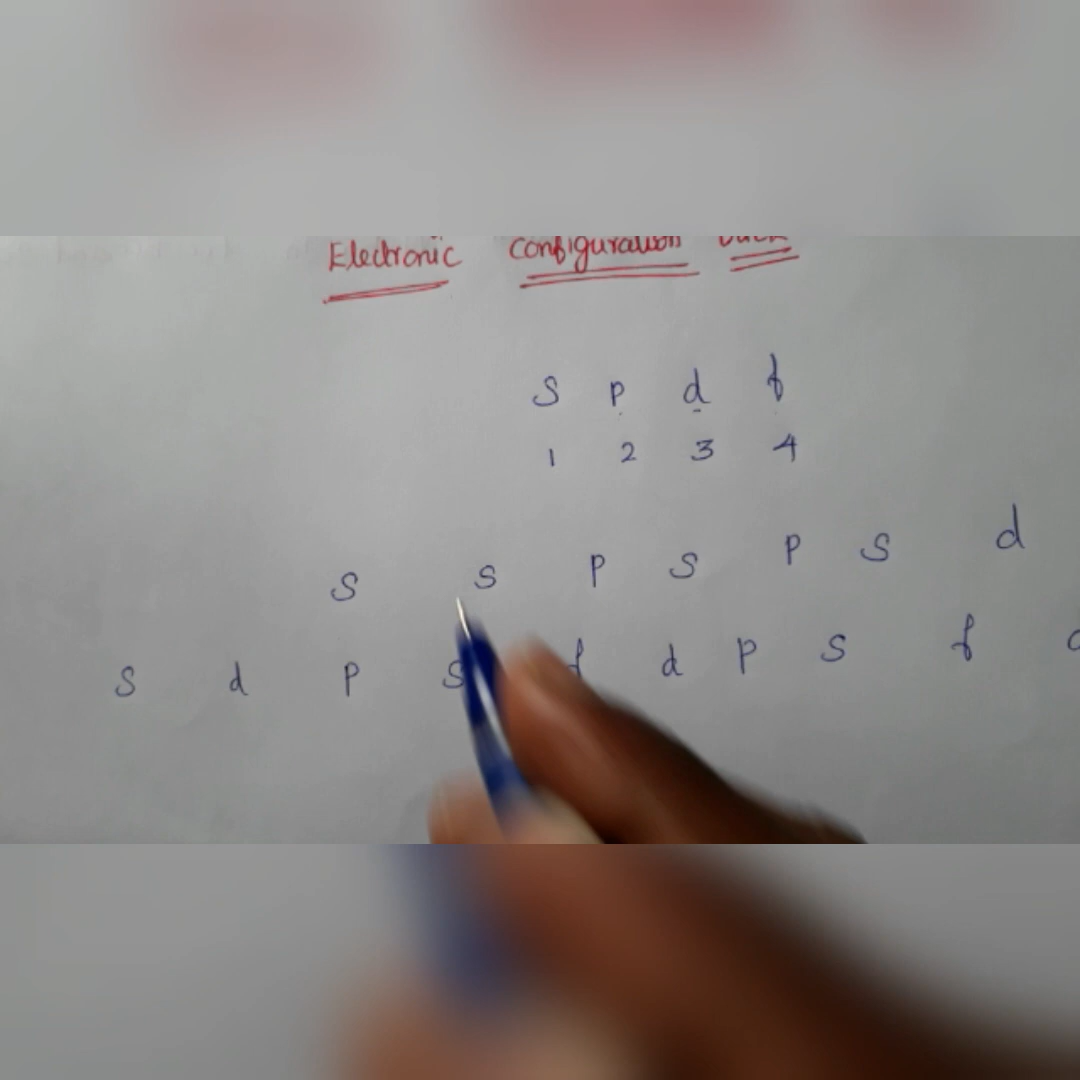 Electronic Configuration
S p d f
1 2 3 4
S S P S P S d
S d P S f d P S f